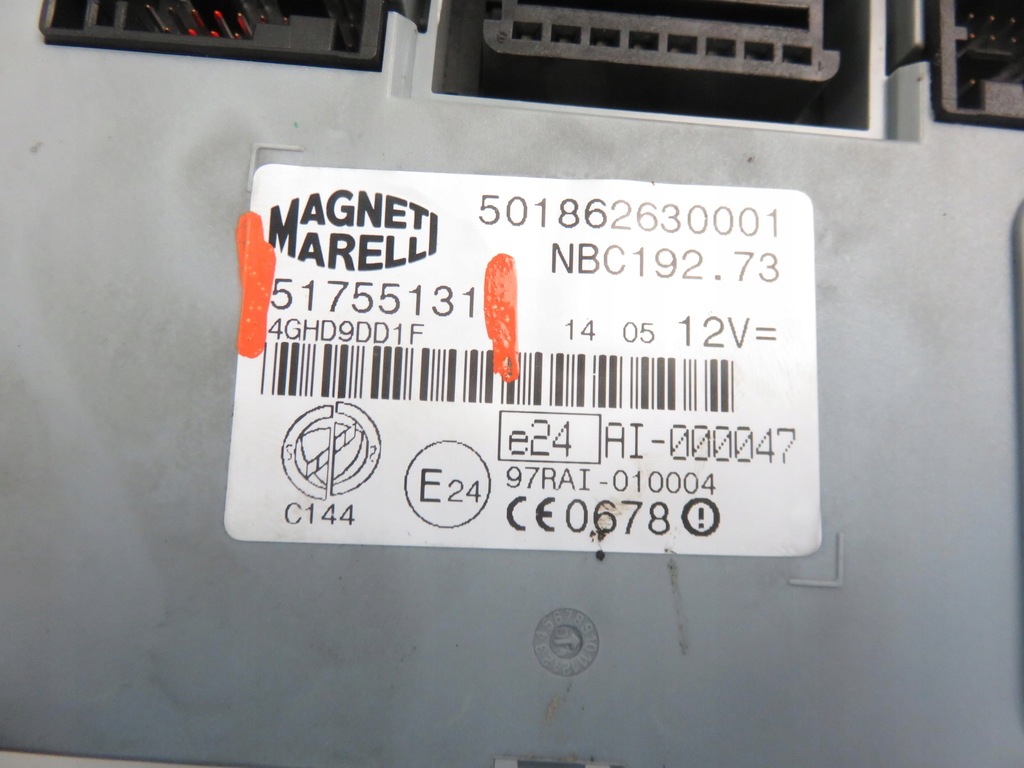 MAGNETI
MARELLI
501862630001
NBC192.73
51755131
4GHD9DD1F
14 05 12V=
e24 AI-000047
97RAI-010004
E24
C144
CE0678